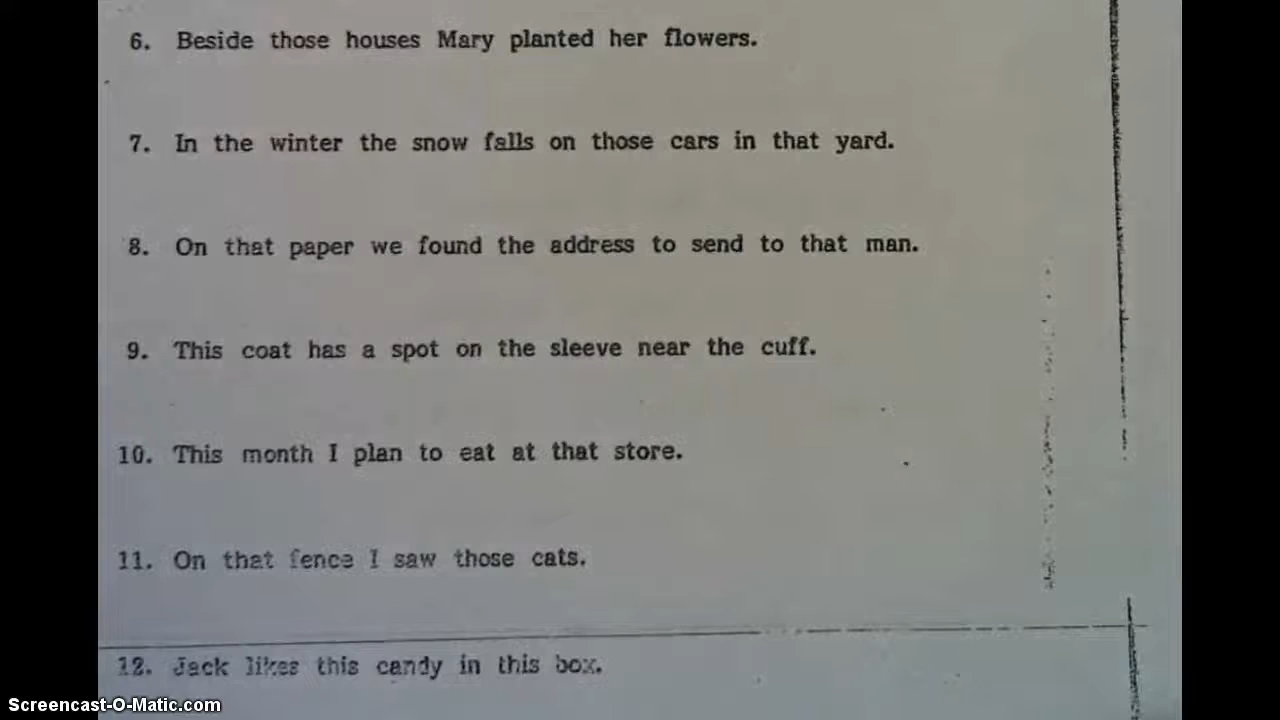 6. Beside those houses Mary planted her flowers.
7. In the winter the snow falls on those cars in that yard.
8. On that paper we found the address to send to that man.
9. This coat has a spot on the sleeve near the cuff.
10. This month I plan to eat at that store.
11. On that fence I saw those cats.
12. Jack likes this candy in this box.
Screencast-O-Matic.com